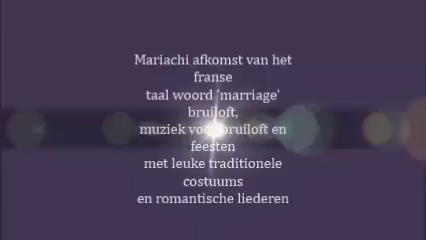 Mariachi afkomst van het
franse
taal woord 'marriage'
bruiloft,
muziek voor bruiloft en
feesten
met leuke traditionele
costuums
en romantische liederen